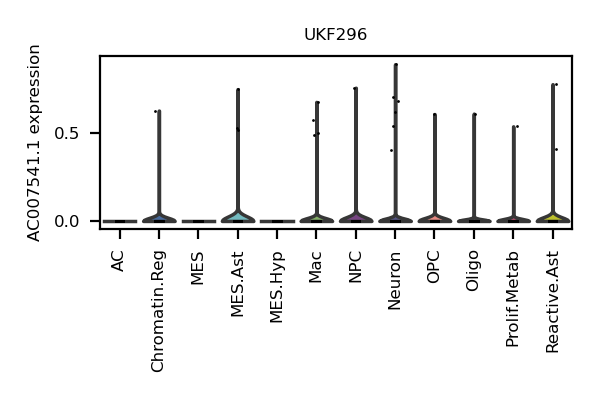 UKF296
AC007541.1 expression
0.5
0.0
AC
Chromatin.Reg
MES
MES.Ast
MES.Hyp
Mac
NPC
Neuron
OPC
Oligo
Prolif.Metab
Reactive.Ast